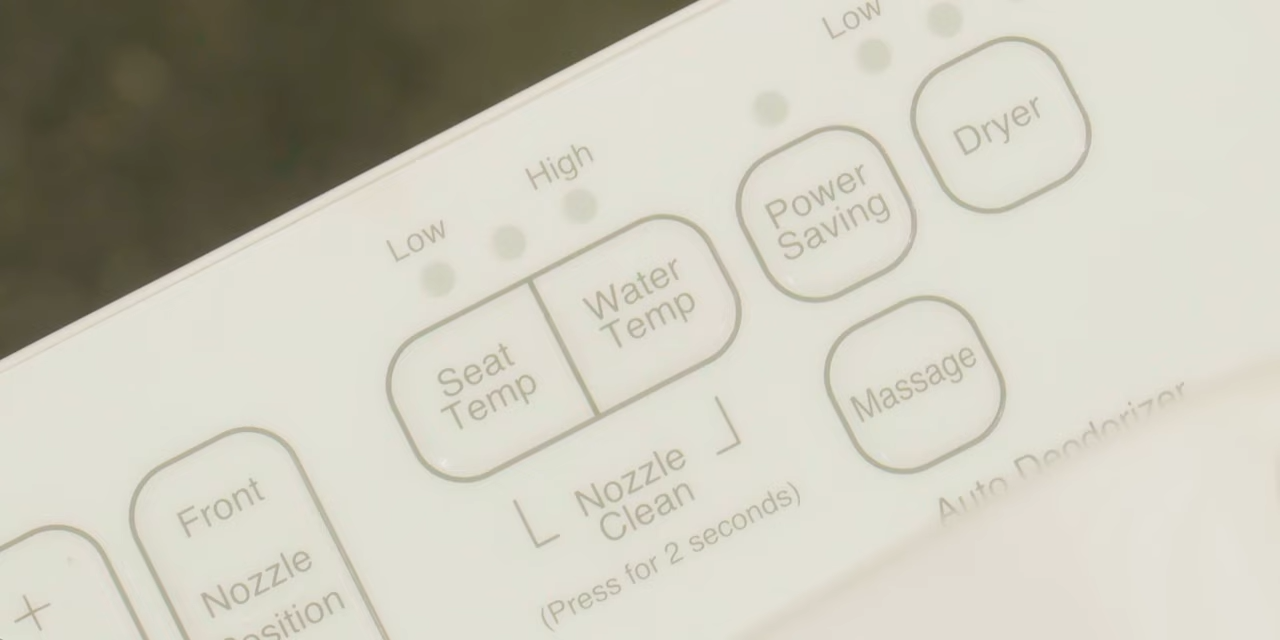 Low
Dryer
Power
Saving
High
Low
Water
Temp
Seat
Temp
Massage
Auto Deodorizer
Nozzle
Clean
(Press for 2 seconds)
Front
Nozzle
Position
+